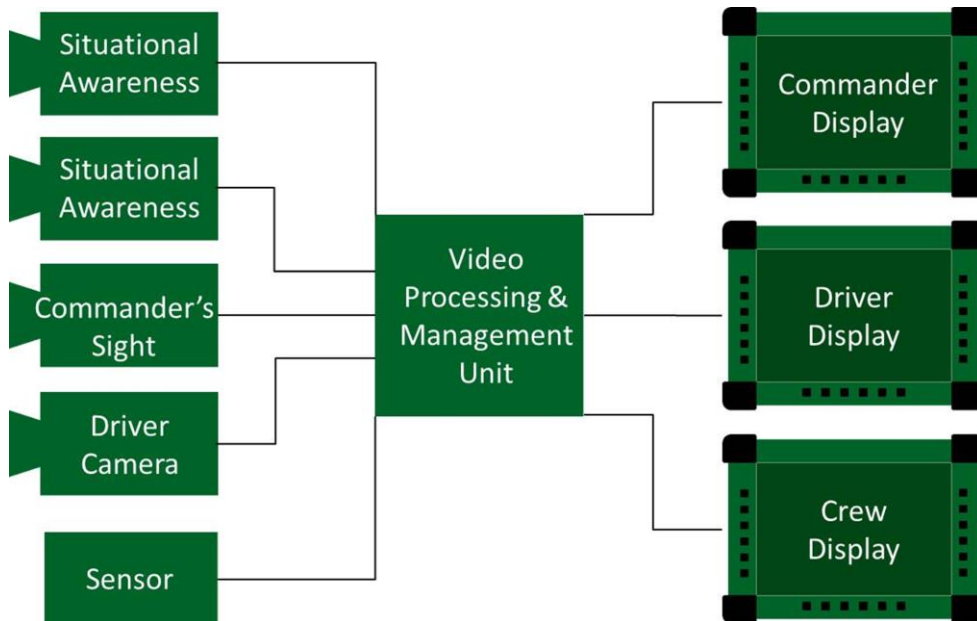 Situational
Awareness
Situational
Awareness
Commander’s
Sight
Driver
Camera
Sensor
Video
Processing &
Management
Unit
Commander
Display
Driver
Display
Crew
Display